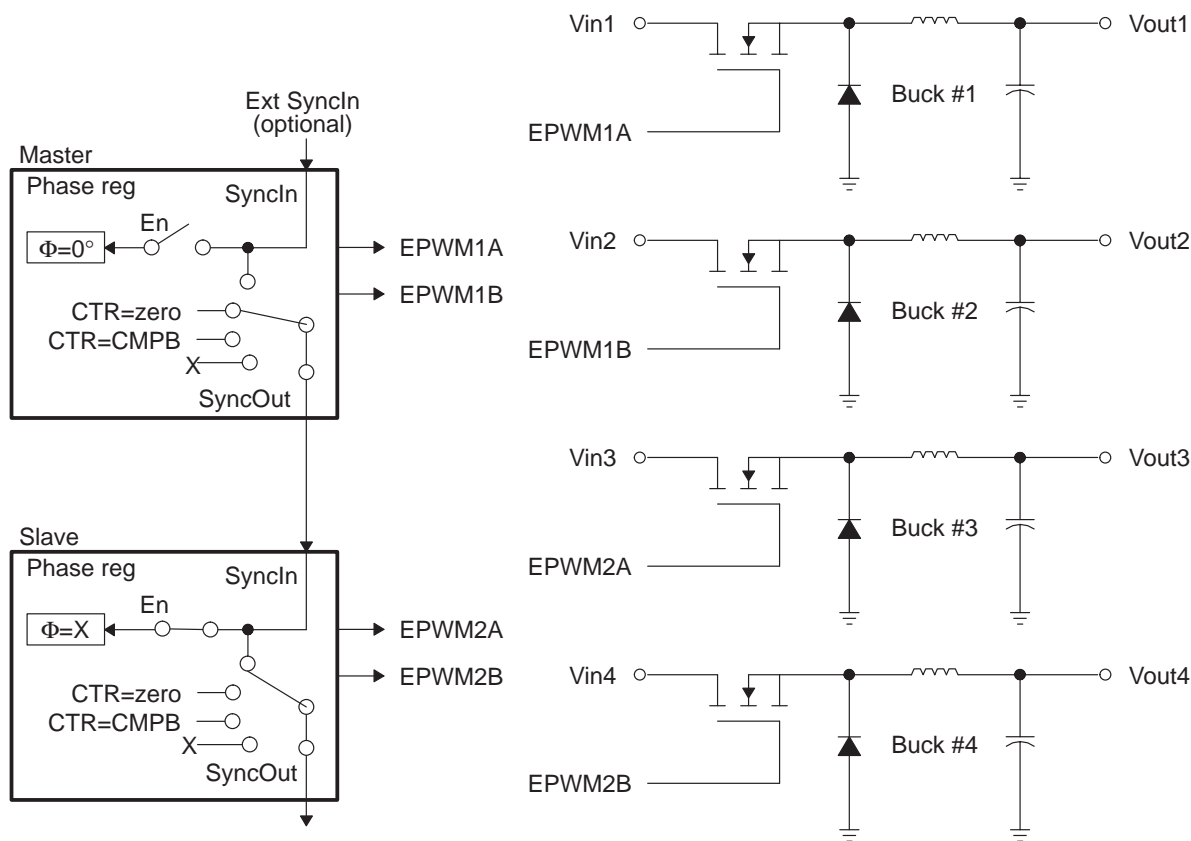 Ext SyncIn
(optional)
Master
Phase reg
SyncIn
En
Φ=0°
CTR=zero
CTR=CMPB
X
SyncOut
EPWM1A
EPWM1B
Slave
Phase reg
SyncIn
En
Φ=X
CTR=zero
CTR=CMPB
X
SyncOut
EPWM2A
EPWM2B
Vin1
Vout1
Buck #1
EPWM1A
Vin2
Vout2
Buck #2
EPWM1B
Vin3
Vout3
Buck #3
EPWM2A
Vin4
Vout4
Buck #4
EPWM2B